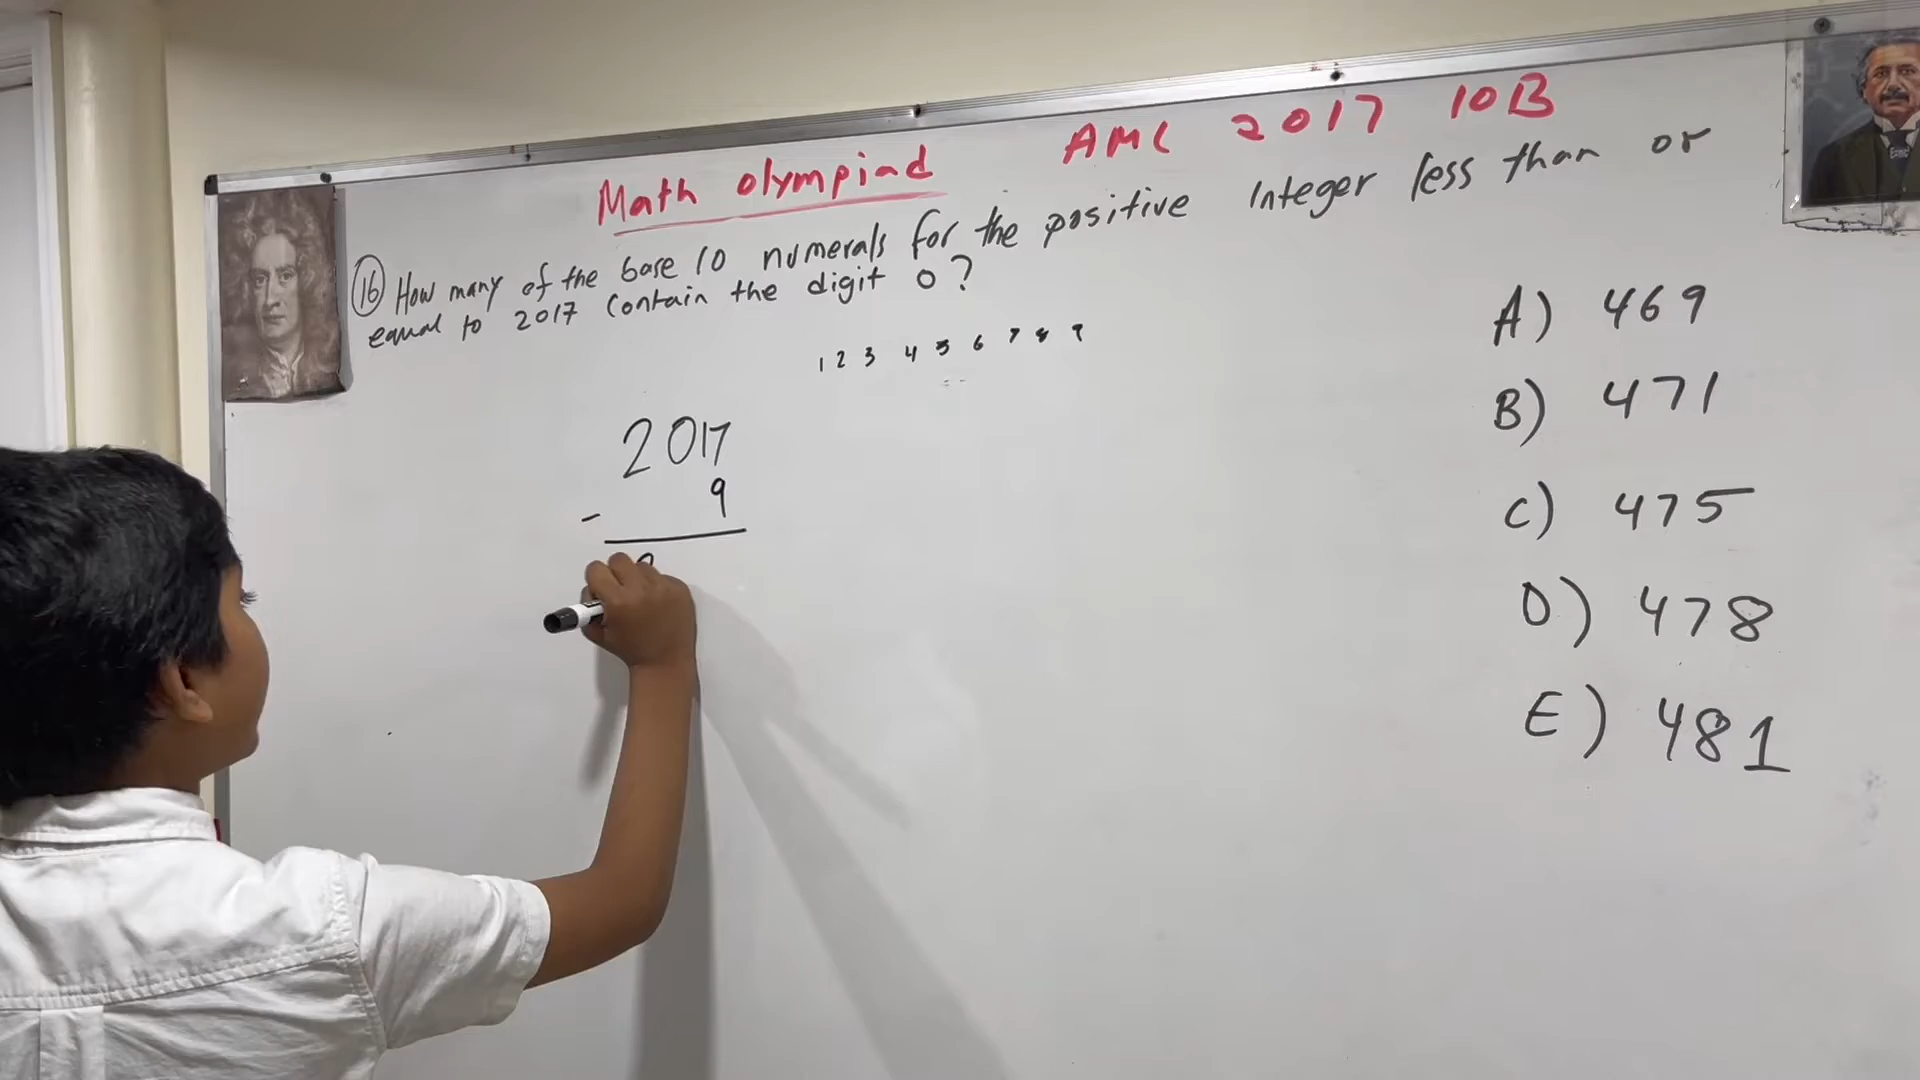 Math olympiad AMC 2017 10B
16 How many of the base 10 numerals for the positive Integer less than or
equal to 2017 contain the digit 0?
1 2 3 4 5 6 7 8 9
2017
- 9
A) 469
B) 471
C) 475
D) 478
E) 481